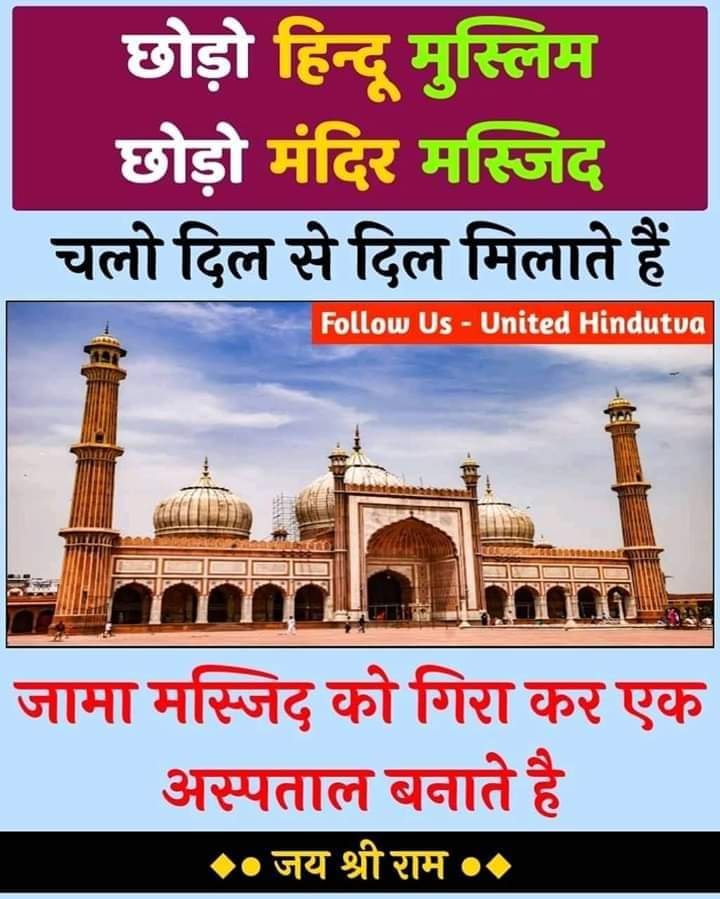 छोड़ो हिन्दू मुस्लिम
छोड़ो मंदिर मस्जिद
चलो दिल से दिल मिलाते हैं
Follow Us - United Hindutva
जामा मस्जिद को गिरा कर एक
अस्पताल बनाते है
जय श्री राम